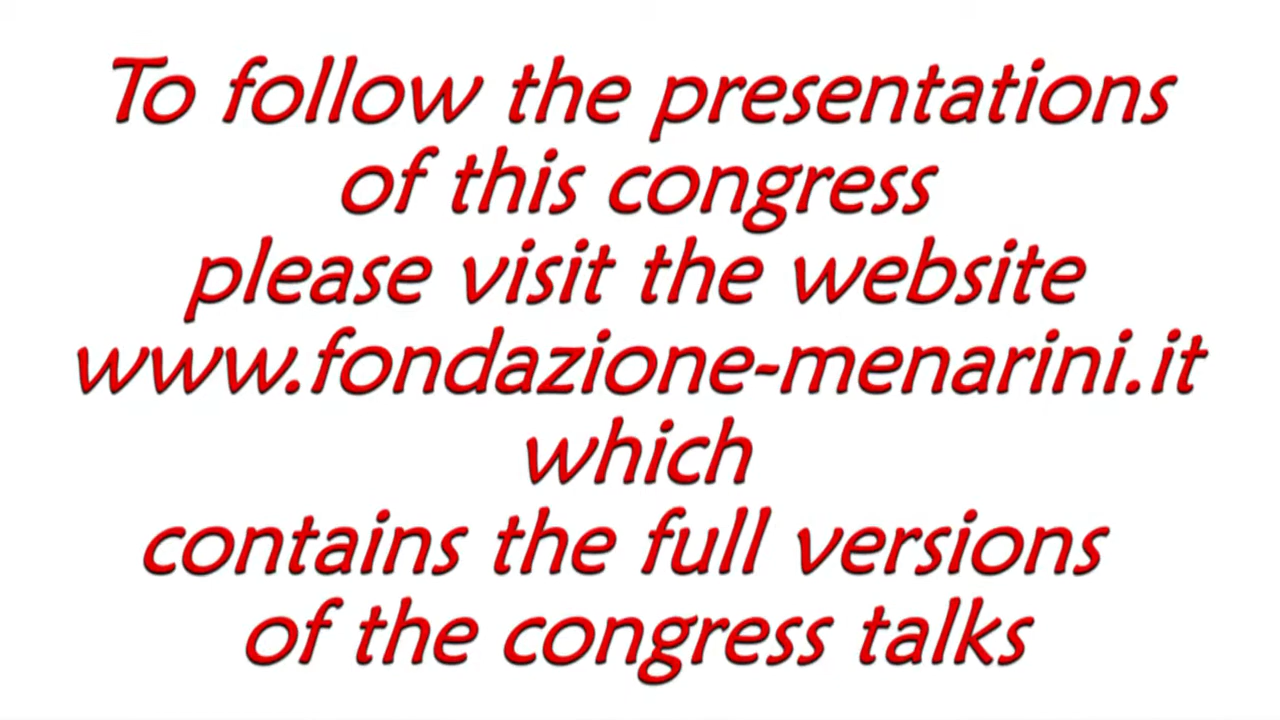 To follow the presentations
of this congress
please visit the website
www.fondazione-menarini.it
which
contains the full versions
of the congress talks